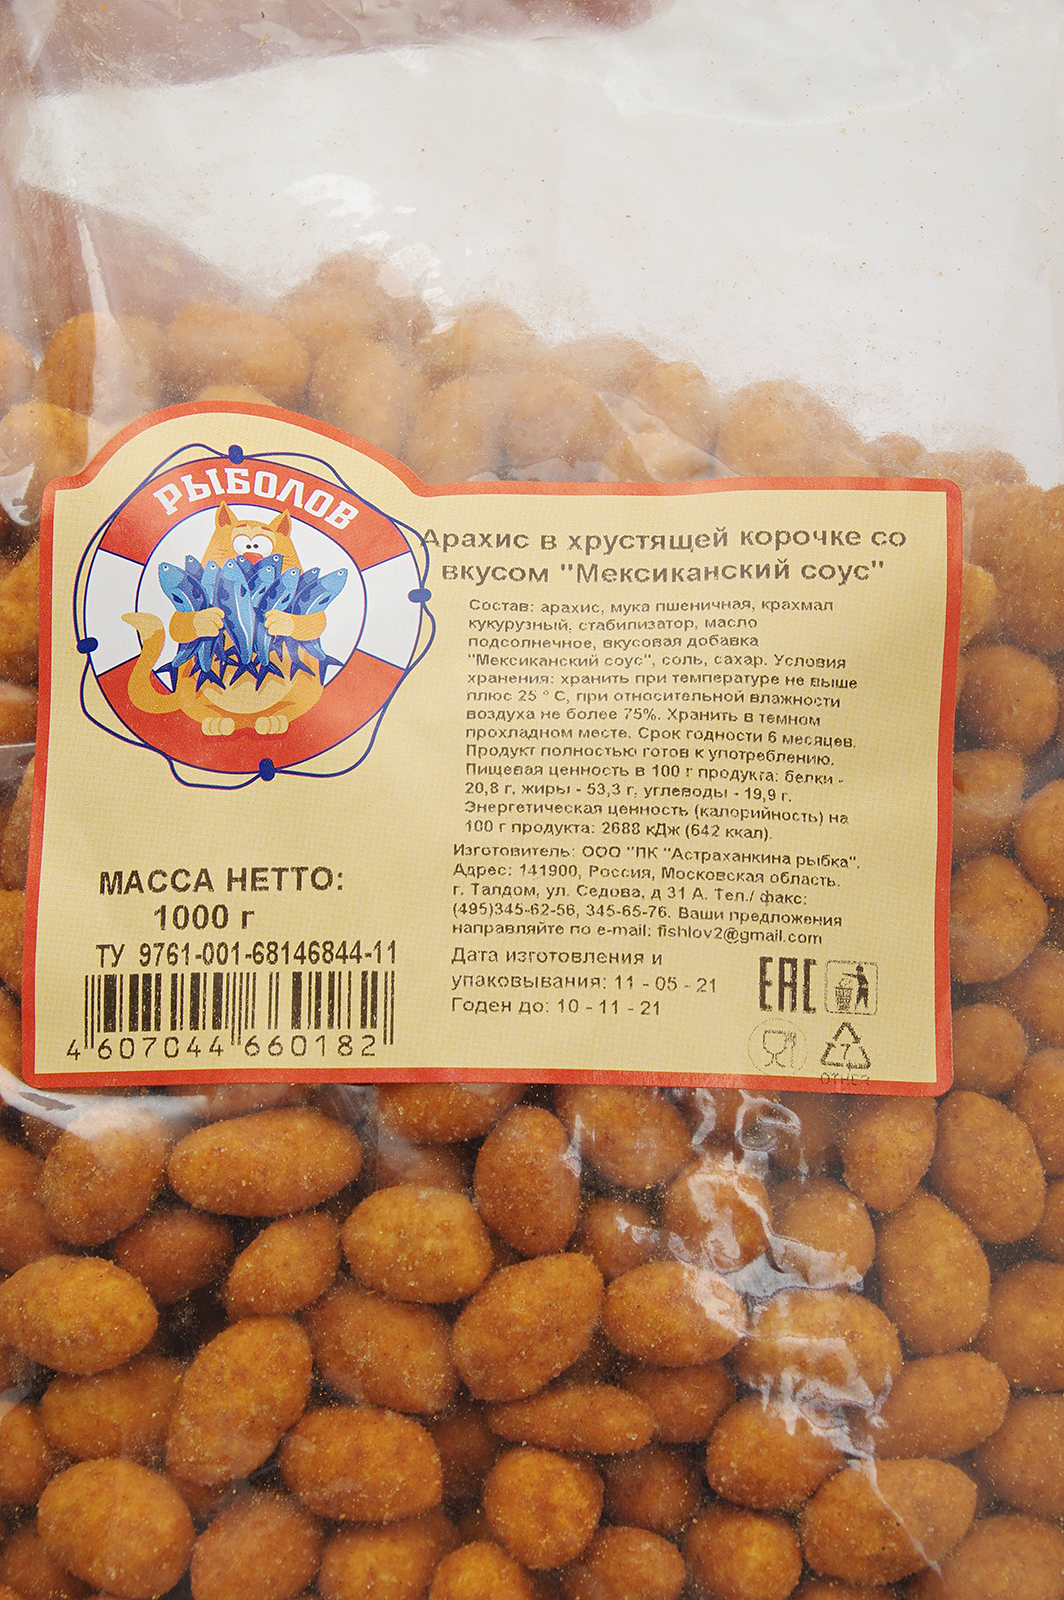 РЫБОЛОВ
Арахис в хрустящей корочке со
вкусом "Мексиканский соус"
Состав: арахис, мука пшеничная, крахмал
кукурузный, стабилизатор, масло
подсолнечное, вкусовая добавка
"Мексиканский соус", соль, сахар. Условия
хранения: хранить при температуре не выше
плюс 25 ° С, при относительной влажности
воздуха не более 75%. Хранить в темном
прохладном месте. Срок годности 6 месяцев.
Продукт полностью готов к употреблению.
Пищевая ценность в 100 г продукта: белки -
20,8 г, жиры - 53,3 г, углеводы - 19,9 г.
Энергетическая ценность (калорийность) на
100 г продукта: 2688 кДж (642 ккал).
Изготовитель: ООО "ПК "Астраханкина рыбка".
Адрес: 141900, Россия, Московская область.
г. Талдом, ул. Седова, д 31 А. Тел./ факс:
(495)345-62-56, 345-65-76. Ваши предложения
направляйте по e-mail: fishlov2@gmail.com
Дата изготовления и
упаковывания: 11 - 05 - 21
Годен до: 10 - 11 - 21
МАССА НЕТТО:
1000 г
ТУ 9761-001-68146844-11
4 607044 660182
EAC
7